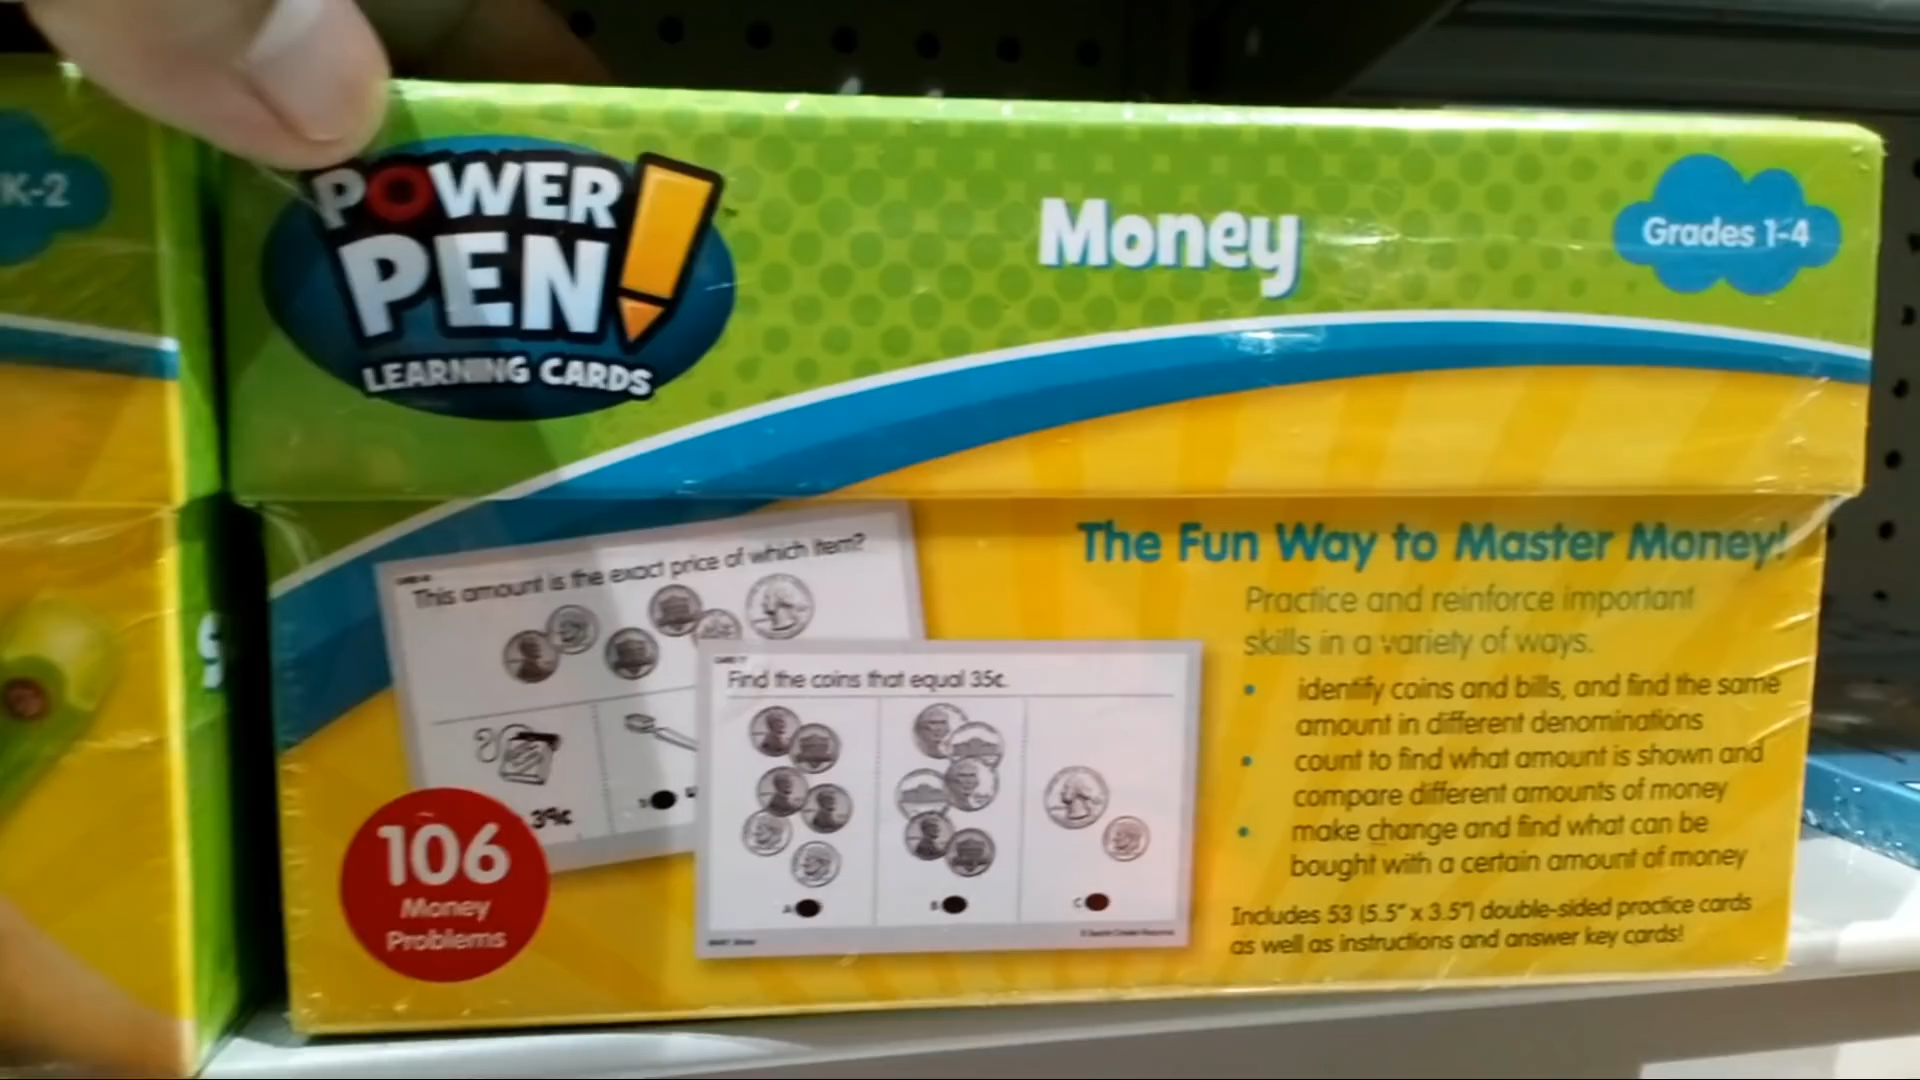 K-2
POWER
PEN!
LEARNING CARDS
Money
Grades 1-4
This amount is the exact price of which item?
39¢
Find the coins that equal 35¢.
A
B
C
106
Money
Problems
The Fun Way to Master Money!
Practice and reinforce important
skills in a variety of ways.
• identify coins and bills, and find the same
amount in different denominations
• count to find what amount is shown and
compare different amounts of money
• make change and find what can be
bought with a certain amount of money
Includes 53 (5.5" x 3.5") double-sided practice cards
as well as instructions and answer key cards!